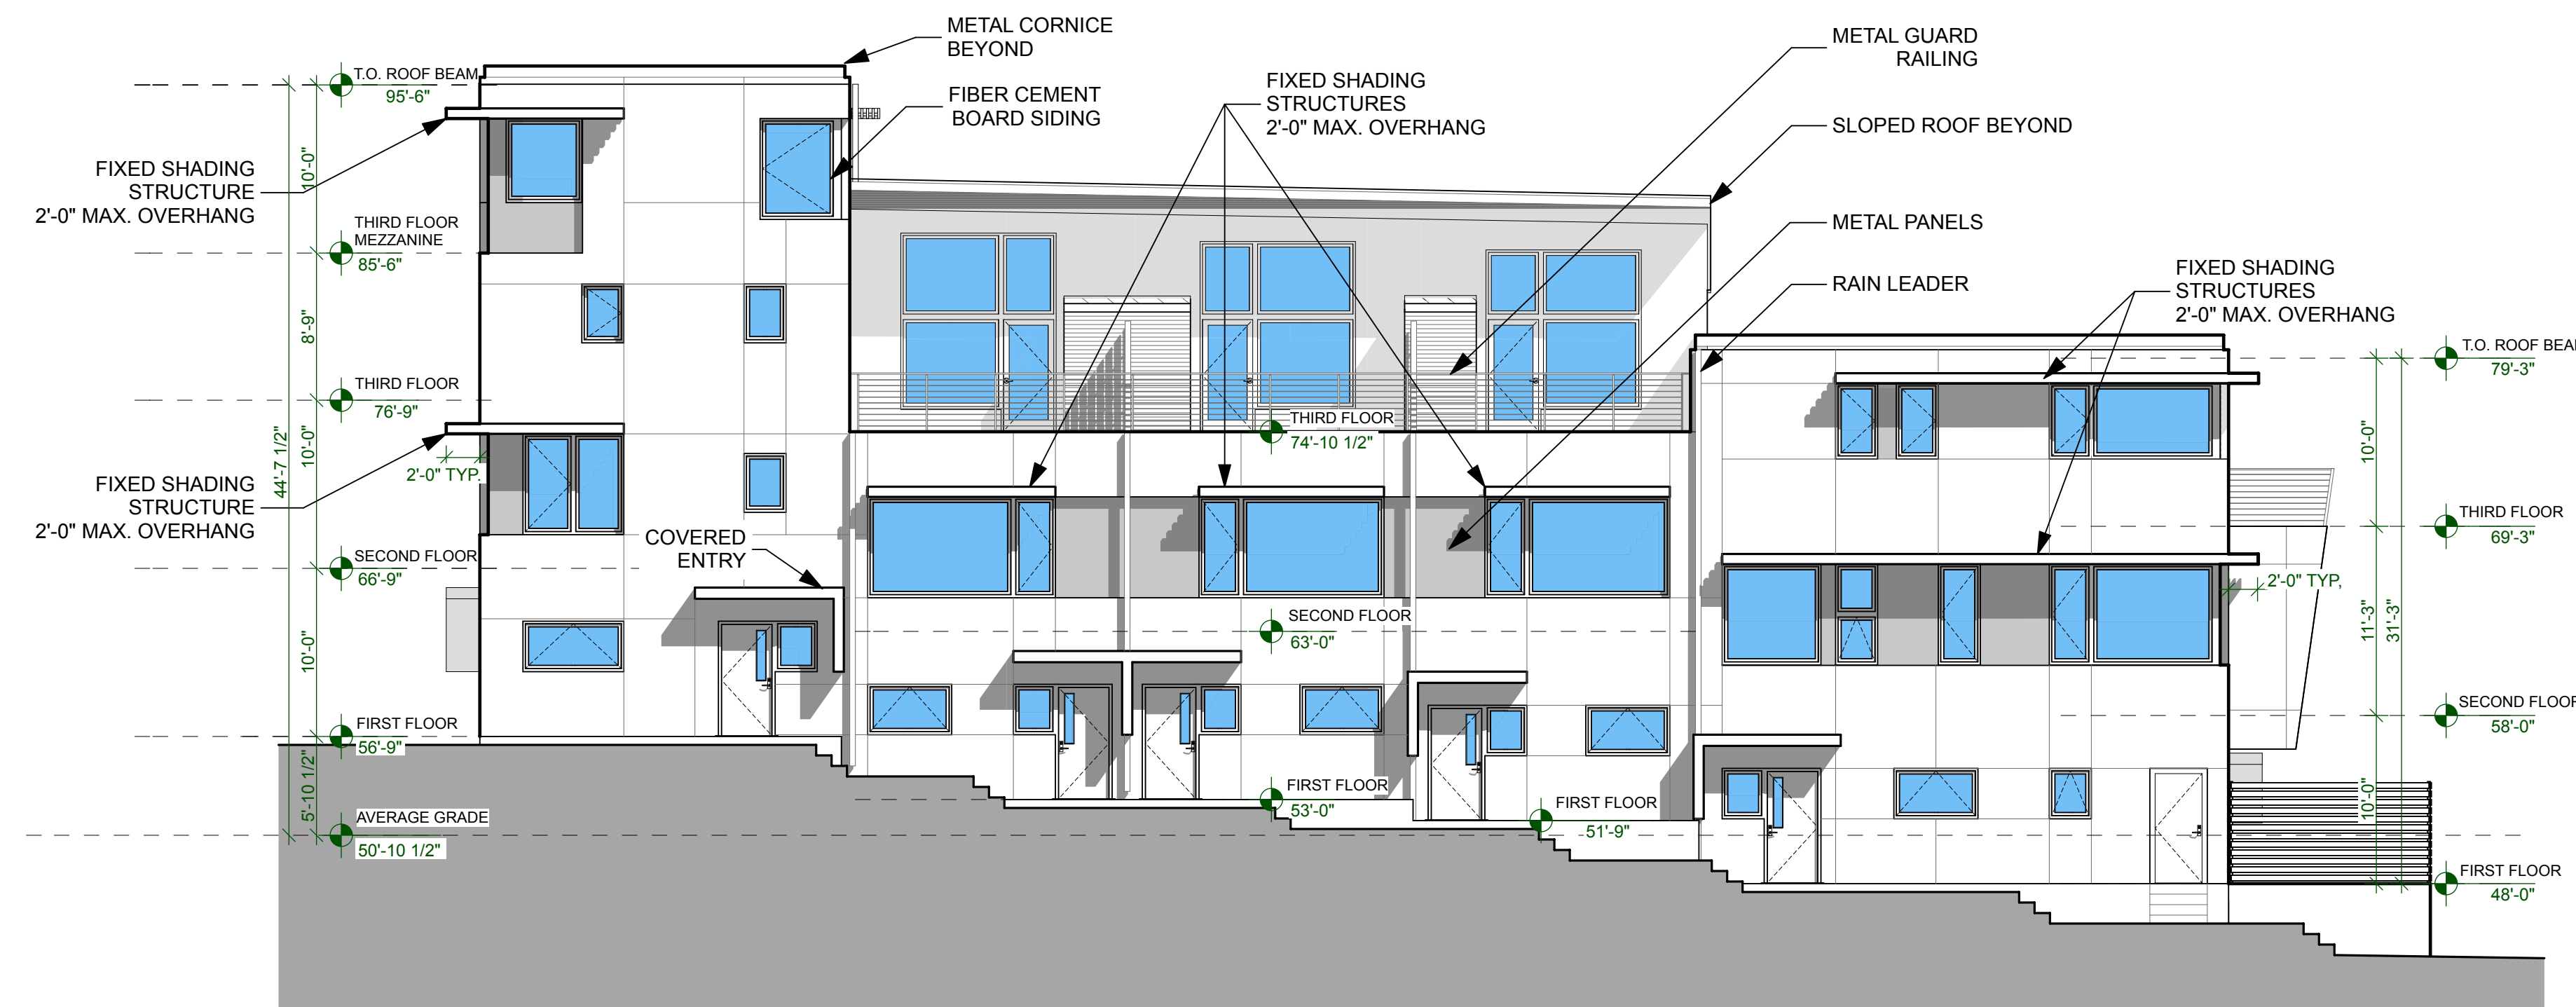 METAL CORNICE
BEYOND
METAL GUARD
RAILING
T.O. ROOF BEAM
95'-6"
FIBER CEMENT
BOARD SIDING
FIXED SHADING
STRUCTURES
2'-0" MAX. OVERHANG
SLOPED ROOF BEYOND
FIXED SHADING
STRUCTURE
2'-0" MAX. OVERHANG
10'-0"
THIRD FLOOR
MEZZANINE
85'-6"
METAL PANELS
RAIN LEADER
FIXED SHADING
STRUCTURES
2'-0" MAX. OVERHANG
8'-9"
T.O. ROOF BEA
79'-3"
THIRD FLOOR
76'-9"
THIRD FLOOR
74'-10 1/2"
44'-7 1/2"
10'-0"
2'-0" TYP.
10'-0"
FIXED SHADING
STRUCTURE
2'-0" MAX. OVERHANG
THIRD FLOOR
69'-3"
COVERED
ENTRY
SECOND FLOOR
66'-9"
2'-0" TYP,
SECOND FLOOR
63'-0"
11'-3"
31'-3"
10'-0"
SECOND FLOOR
58'-0"
FIRST FLOOR
56'-9"
5'-10 1/2"
FIRST FLOOR
53'-0"
FIRST FLOOR
51'-9"
10'-0"
AVERAGE GRADE
50'-10 1/2"
FIRST FLOOR
48'-0"